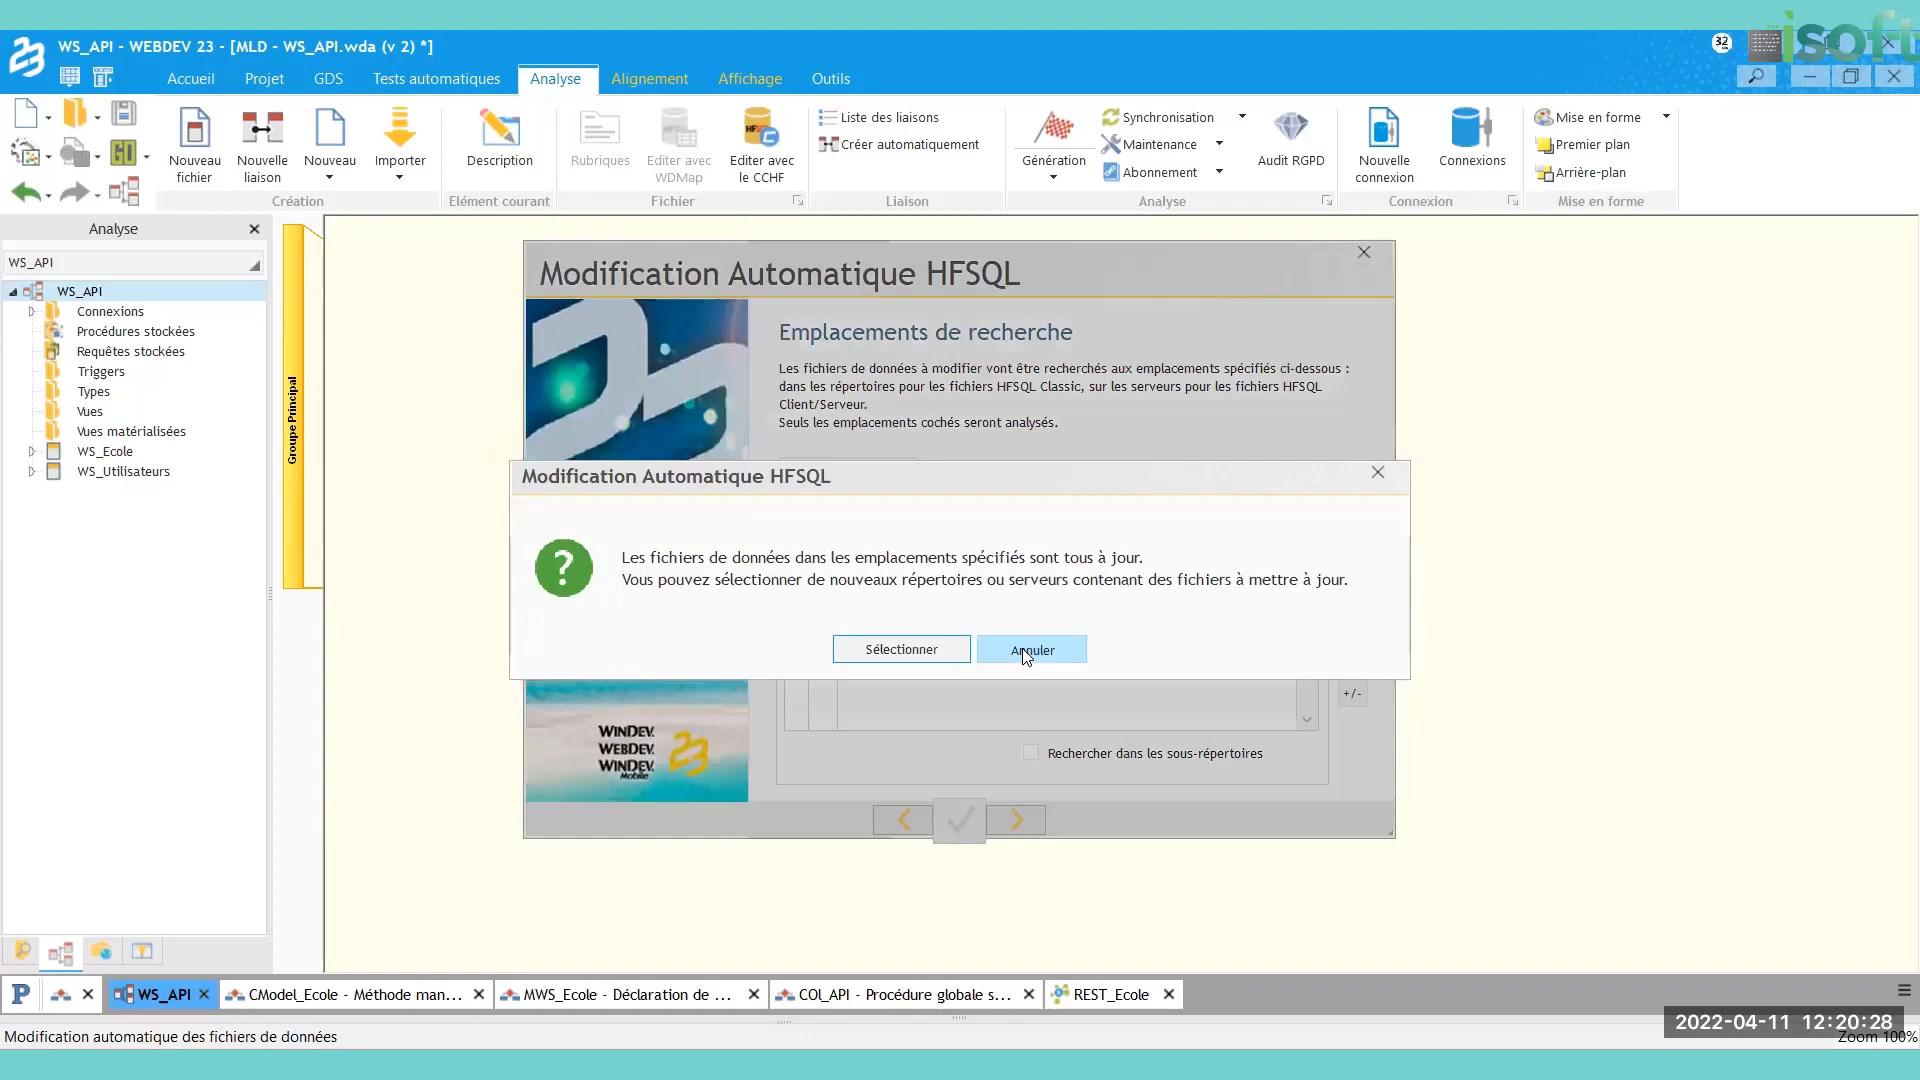 isoft
WS_API - WEBDEV 23 - [MLD - WS_API.wda (v 2) *]
32
Accueil
Projet
GDS
Tests automatiques
Analyse
Alignement
Affichage
Outils
Nouveau fichier
Nouvelle liaison
Nouveau
Importer
Création
Description
Elément courant
Rubriques
Editer avec WDMap
Editer avec le CCHF
Fichier
Liste des liaisons
Créer automatiquement
Liaison
Génération
Synchronisation
Maintenance
Abonnement
Audit RGPD
Analyse
Nouvelle connexion
Connexions
Connexion
Mise en forme
Premier plan
Arrière-plan
Mise en forme
Analyse
WS_API
WS_API
Connexions
Procédures stockées
Requêtes stockées
Triggers
Types
Vues
Vues matérialisées
WS_Ecole
WS_Utilisateurs
Groupe Principal
Modification Automatique HFSQL
Emplacements de recherche
Les fichiers de données à modifier vont être recherchés aux emplacements spécifiés ci-dessous :
dans les répertoires pour les fichiers HFSQL Classic, sur les serveurs pour les fichiers HFSQL
Client/Serveur.
Seuls les emplacements cochés seront analysés.
Modification Automatique HFSQL
Les fichiers de données dans les emplacements spécifiés sont tous à jour.
Vous pouvez sélectionner de nouveaux répertoires ou serveurs contenant des fichiers à mettre à jour.
Sélectionner
Annuler
+/-
WINDEV
WEBDEV
WINDEV
Mobile
23
Rechercher dans les sous-répertoires
WS_API
CModel_Ecole - Méthode man...
MWS_Ecole - Déclaration de ...
COl_API - Procédure globale s...
REST_Ecole
2022-04-11 12:20:28
Modification automatique des fichiers de données
Zoom 100%